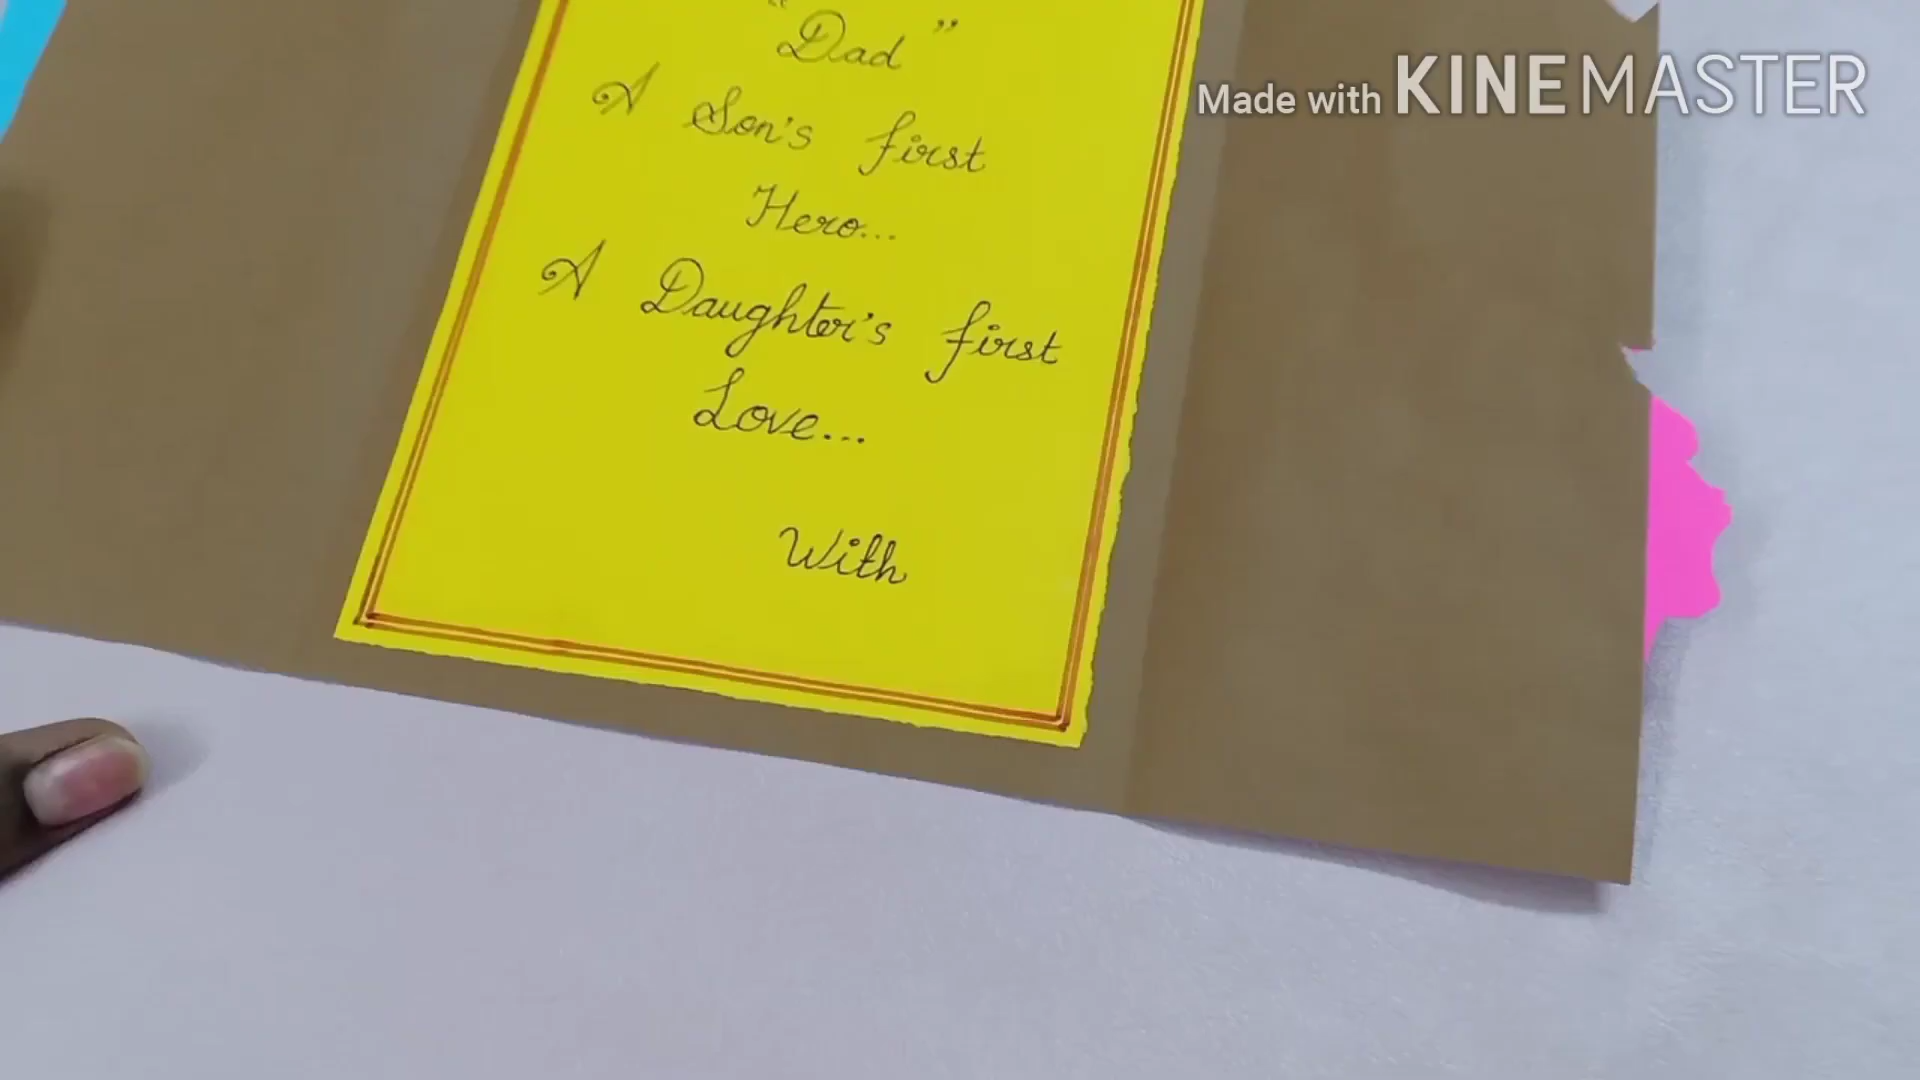 "Dad"
A Son's first
Hero...
A Daughter's first
Love...
With
Made with KINEMASTER